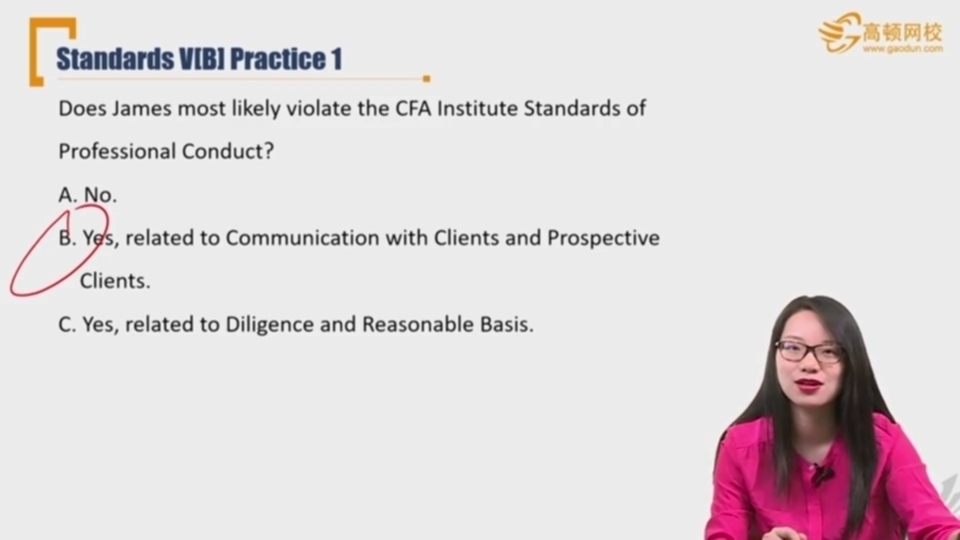 Standards V[B] Practice 1
高顿网校
www.gaodun.com
Does James most likely violate the CFA Institute Standards of
Professional Conduct?
A. No.
B. Yes, related to Communication with Clients and Prospective
Clients.
C. Yes, related to Diligence and Reasonable Basis.